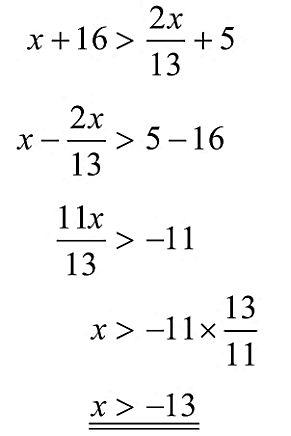 x + 16 > 2x/13 + 5
x − 2x/13 > 5 − 16
11x/13 > −11
x > −11 × 13/11
x > −13